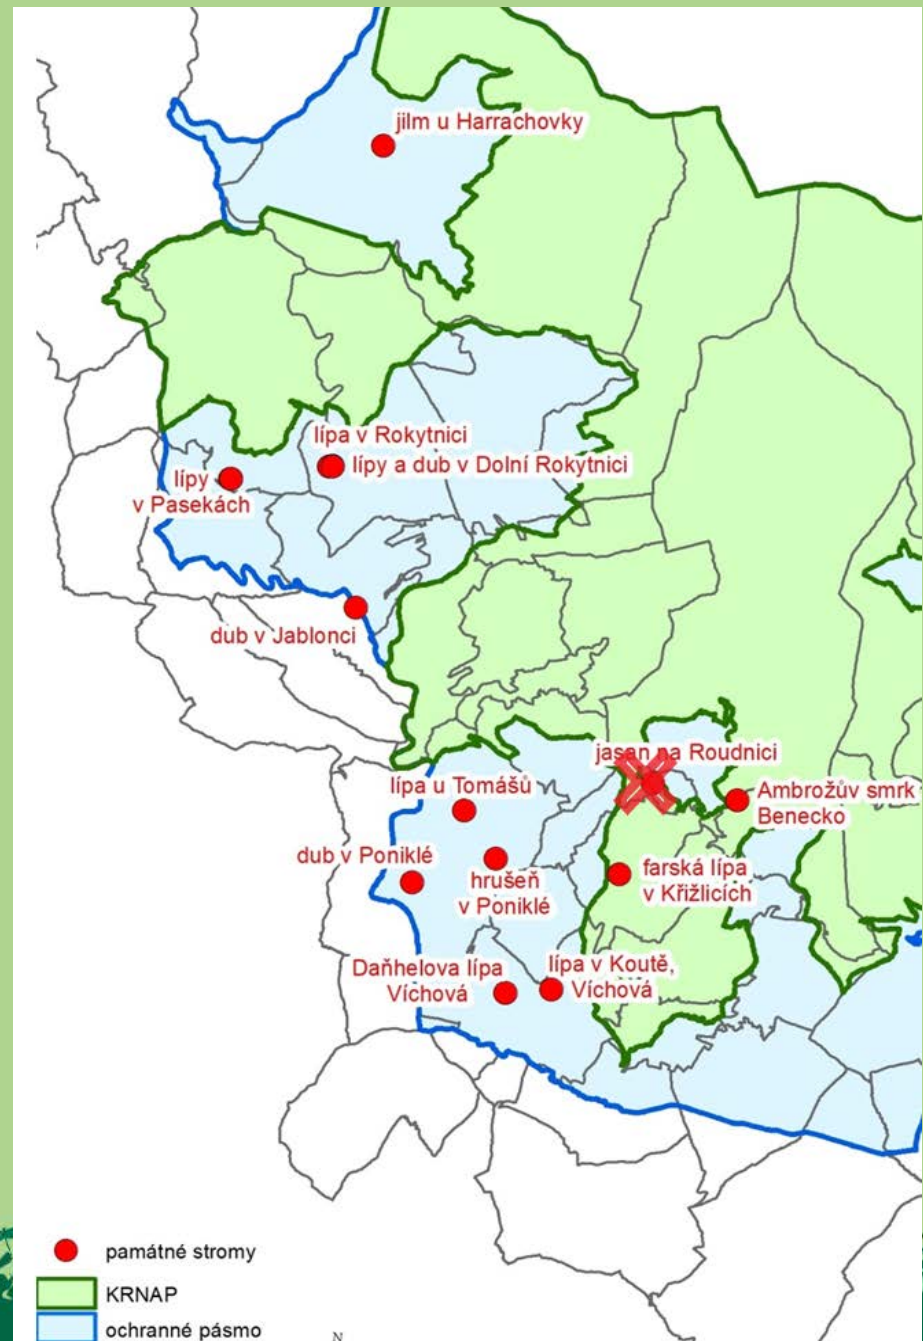 jilm u Harrachovky
lípa v Rokytnici
lípy a dub v Dolní Rokytnici
lípy
v Pasekách
dub v Jablonci
jasan na Roudnici
lípa u Tomášů
Ambrožův smrk
Benecko
dub v Poniklé
hrušeň
v Poniklé
farská lípa
v Křižlicích
Daňhelova lípa
Víchová
lípa v Koutě,
Víchová
památné stromy
KRNAP
ochranné pásmo
N